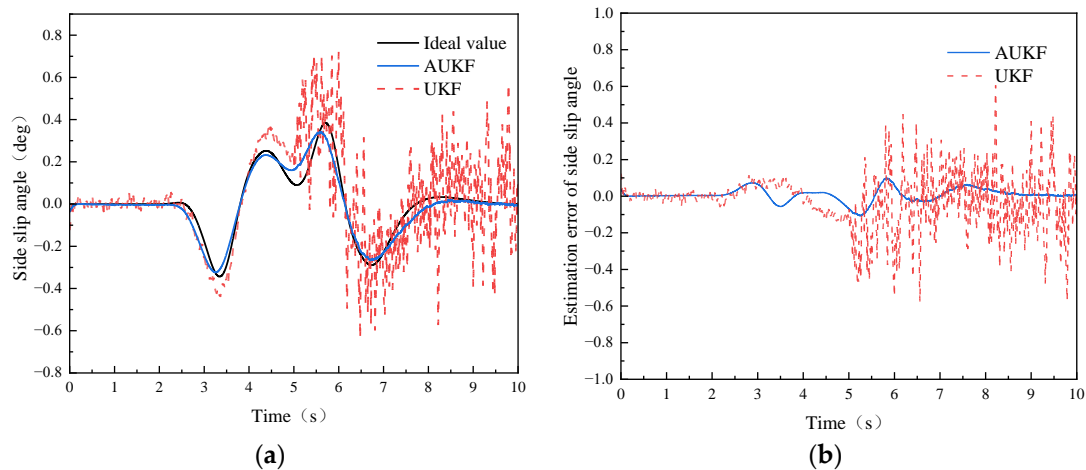 Side slip angle（deg）
0.8
0.6
0.4
0.2
0.0
−0.2
−0.4
−0.6
−0.8
0 1 2 3 4 5 6 7 8 9 10
Time（s）
Ideal value
AUKF
UKF
(a)
Estimation error of side slip angle
1.0
0.8
0.6
0.4
0.2
0.0
−0.2
−0.4
−0.6
−0.8
−1.0
0 1 2 3 4 5 6 7 8 9 10
Time（s）
AUKF
UKF
(b)